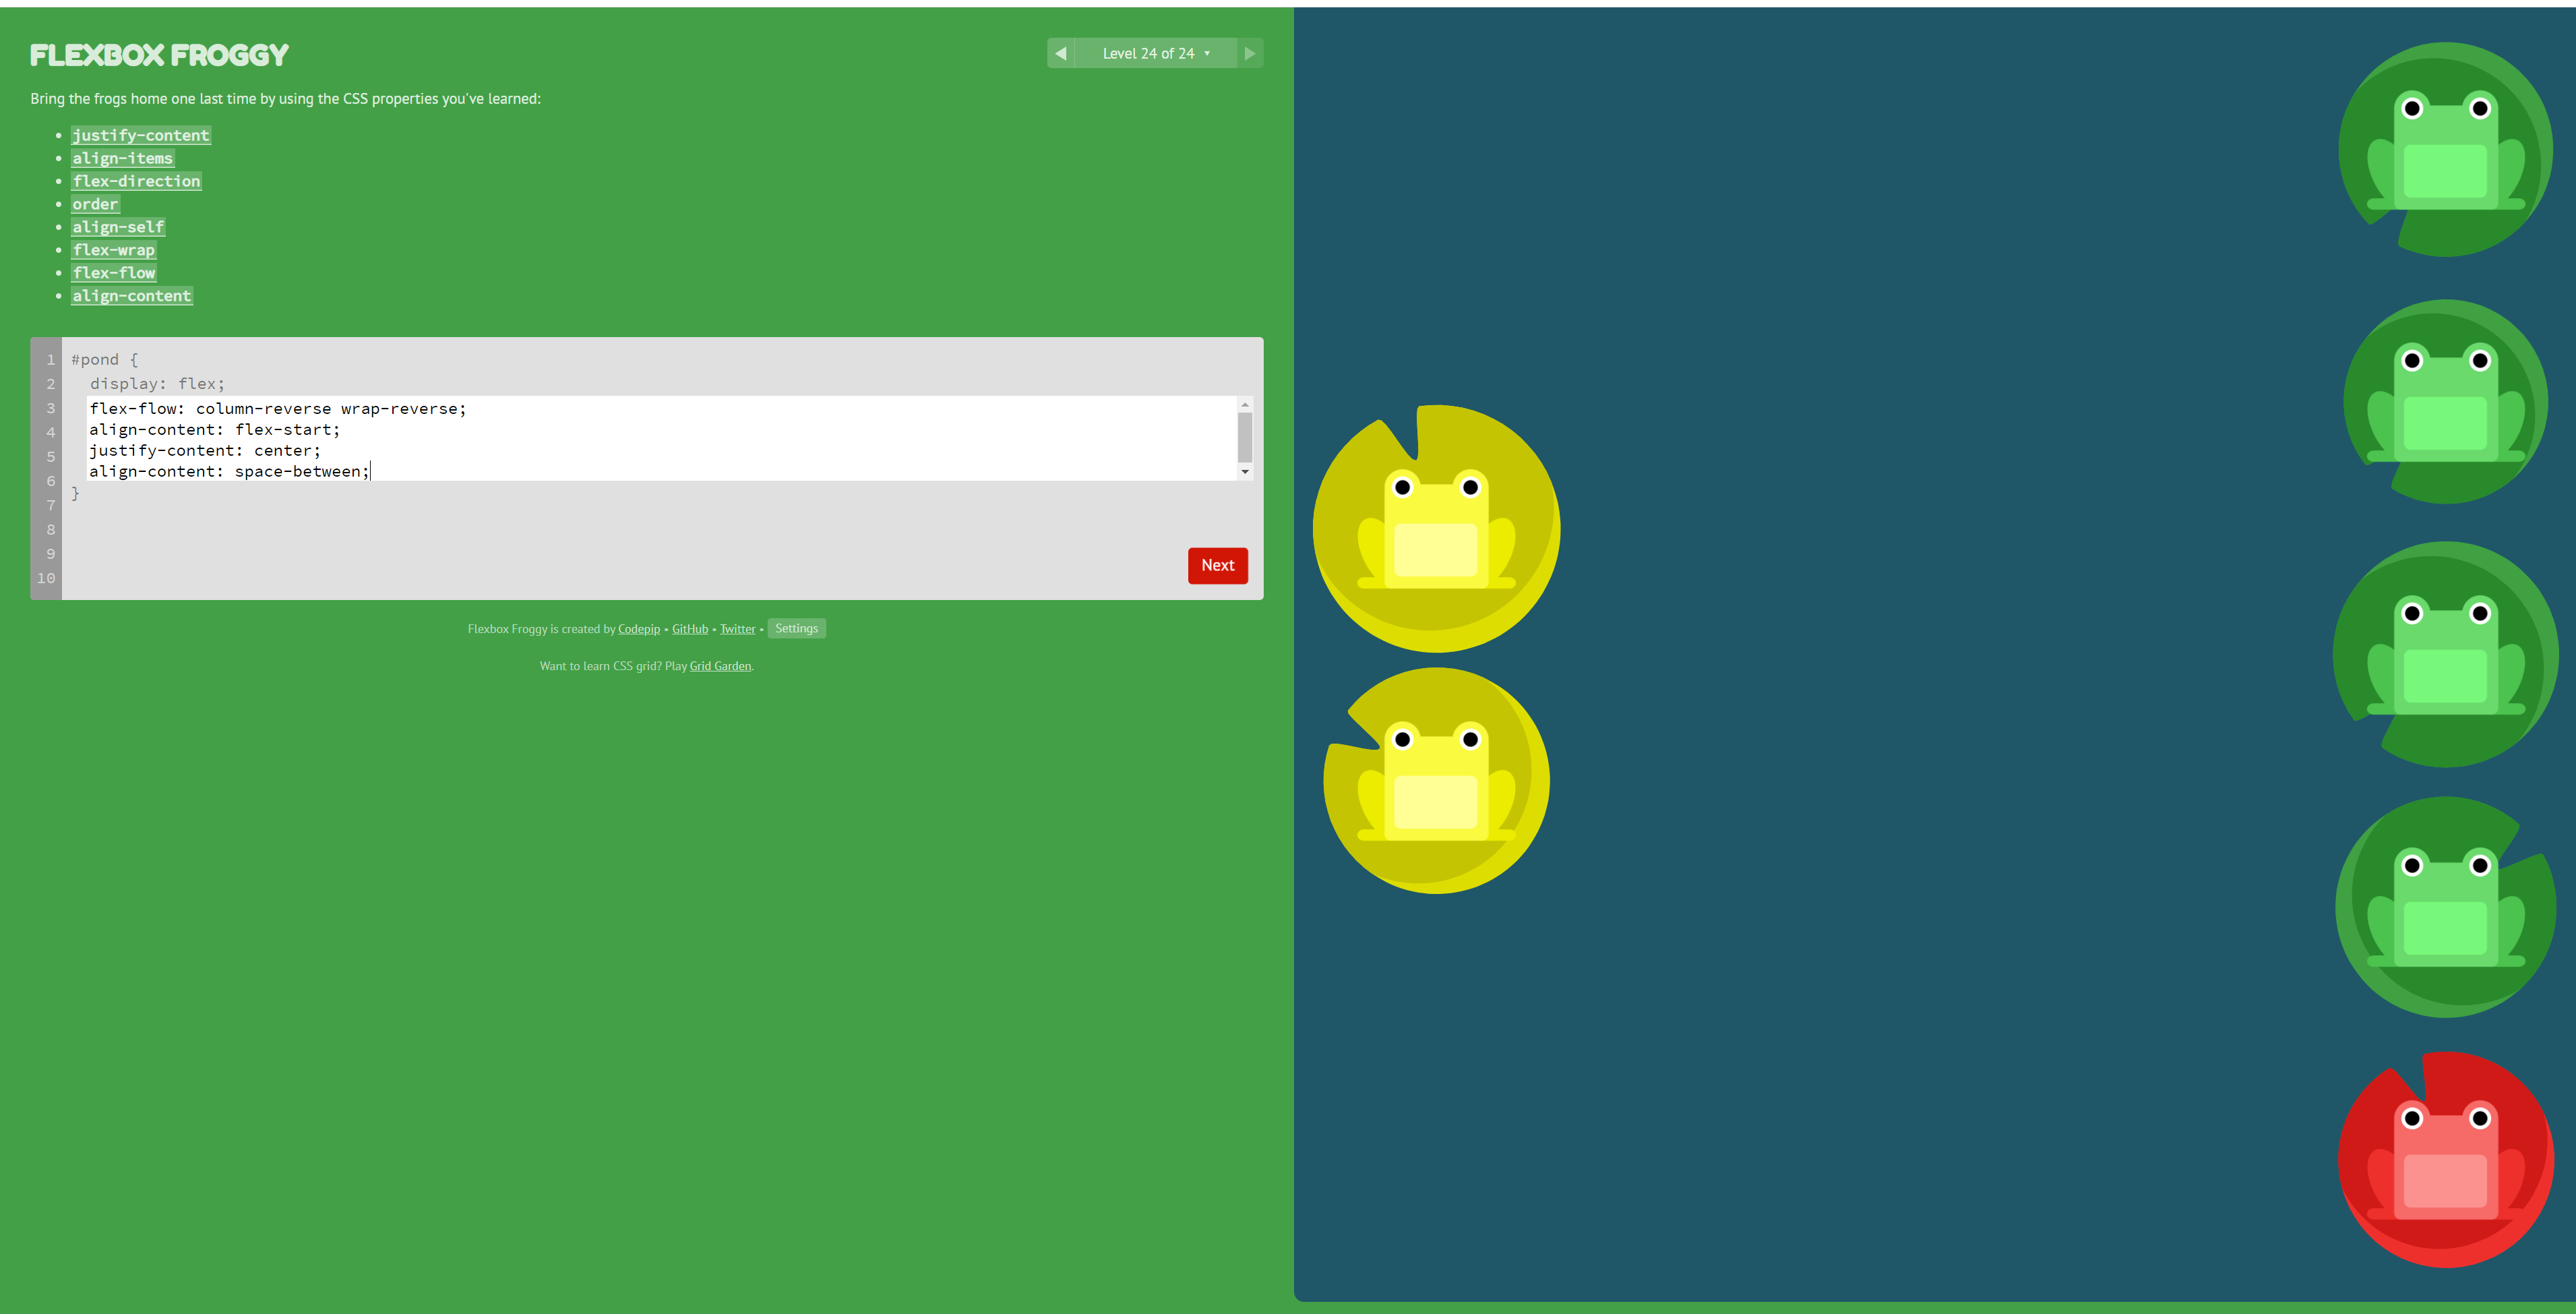 FLEXBOX FROGGY
◀ Level 24 of 24 ▾ ▶
Bring the frogs home one last time by using the CSS properties you've learned:
• justify-content
• align-items
• flex-direction
• order
• align-self
• flex-wrap
• flex-flow
• align-content
1 #pond {
2 display: flex;
3 flex-flow: column-reverse wrap-reverse;
4 align-content: flex-start;
5 justify-content: center;
6 align-content: space-between;
7 }
8
9
10
Next
Flexbox Froggy is created by Codepip • GitHub • Twitter • Settings
Want to learn CSS grid? Play Grid Garden.